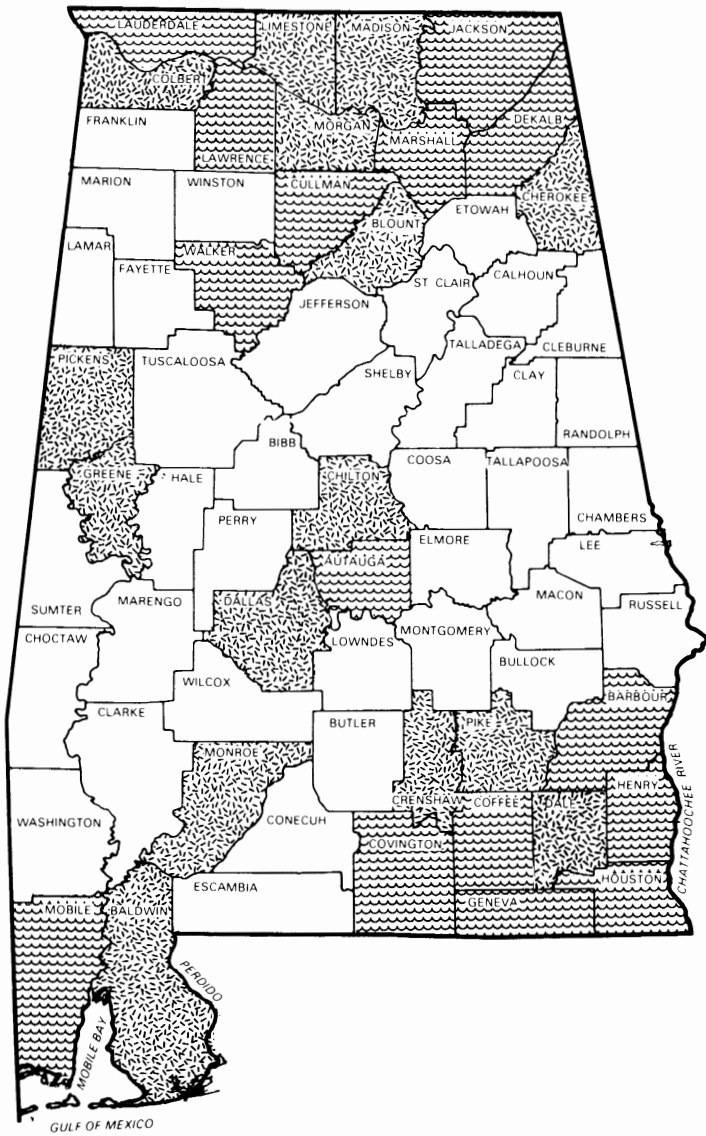 LAUDERDALE
LIMESTONE
MADISON
JACKSON
COLBERT
FRANKLIN
LAWRENCE
MORGAN
MARSHALL
DEKALB
MARION
WINSTON
CULLMAN
BLOUNT
ETOWAH
CHEROKEE
LAMAR
FAYETTE
WALKER
JEFFERSON
ST CLAIR
CALHOUN
PICKENS
TUSCALOOSA
SHELBY
TALLADEGA
CLEBURNE
CLAY
RANDOLPH
GREENE
HALE
BIBB
CHILTON
COOSA
TALLAPOOSA
CHAMBERS
PERRY
ELMORE
LEE
SUMTER
MARENGO
DALLAS
AUTAUGA
MACON
RUSSELL
CHOCTAW
LOWNDES
MONTGOMERY
BULLOCK
WILCOX
CLARKE
BUTLER
PIKE
BARBOUR
MONROE
CRENSHAW
COFFEE
DALE
HENRY
WASHINGTON
CONECUH
COVINGTON
HOUSTON
ESCAMBIA
GENEVA
MOBILE
BALDWIN
CHATTAHOOCHEE RIVER
PERDIDO
MOBILE BAY
GULF OF MEXICO